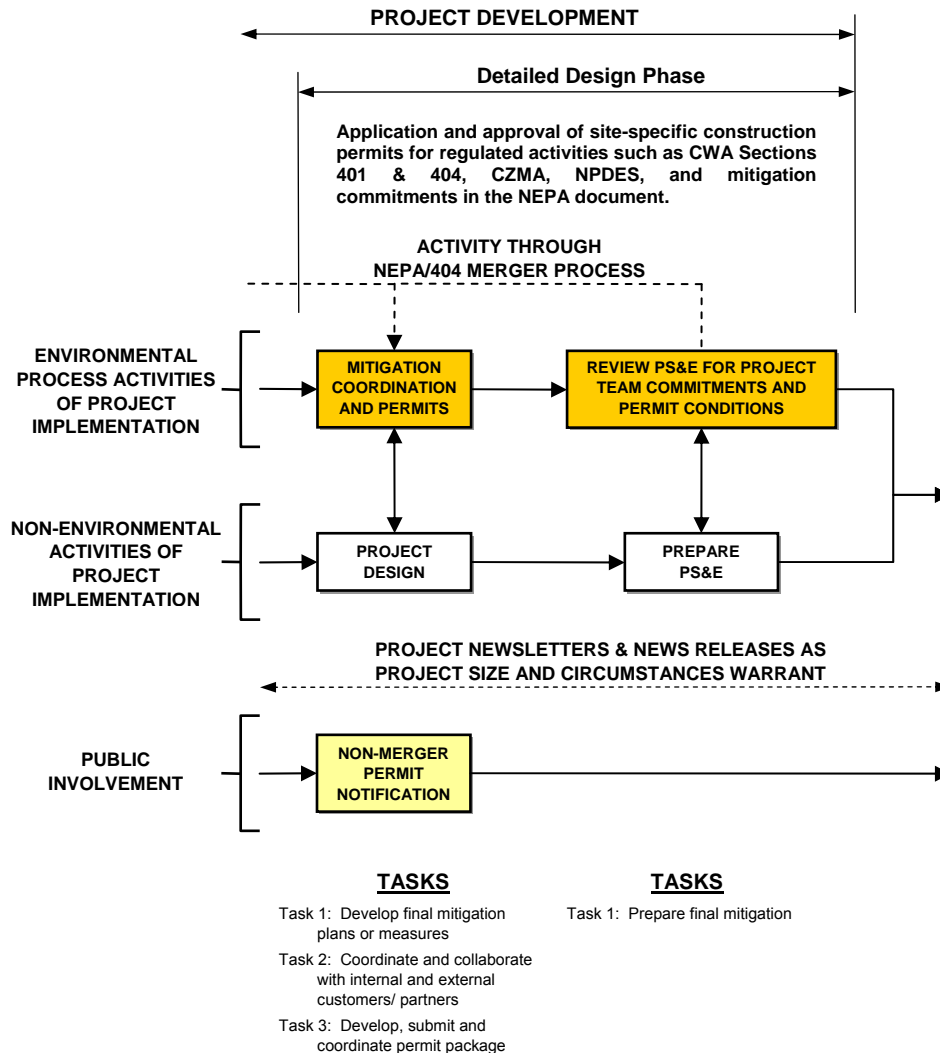 PROJECT DEVELOPMENT
Detailed Design Phase
Application and approval of site-specific construction
permits for regulated activities such as CWA Sections
401 & 404, CZMA, NPDES, and mitigation
commitments in the NEPA document.
ACTIVITY THROUGH
NEPA/404 MERGER PROCESS
ENVIRONMENTAL
PROCESS ACTIVITIES
OF PROJECT
IMPLEMENTATION
MITIGATION
COORDINATION
AND PERMITS
REVIEW PS&E FOR PROJECT
TEAM COMMITMENTS AND
PERMIT CONDITIONS
NON-ENVIRONMENTAL
ACTIVITIES OF
PROJECT
IMPLEMENTATION
PROJECT
DESIGN
PREPARE
PS&E
PROJECT NEWSLETTERS & NEWS RELEASES AS
PROJECT SIZE AND CIRCUMSTANCES WARRANT
PUBLIC
INVOLVEMENT
NON-MERGER
PERMIT
NOTIFICATION
TASKS
Task 1: Develop final mitigation
plans or measures
Task 2: Coordinate and collaborate
with internal and external
customers/ partners
Task 3: Develop, submit and
coordinate permit package
TASKS
Task 1: Prepare final mitigation